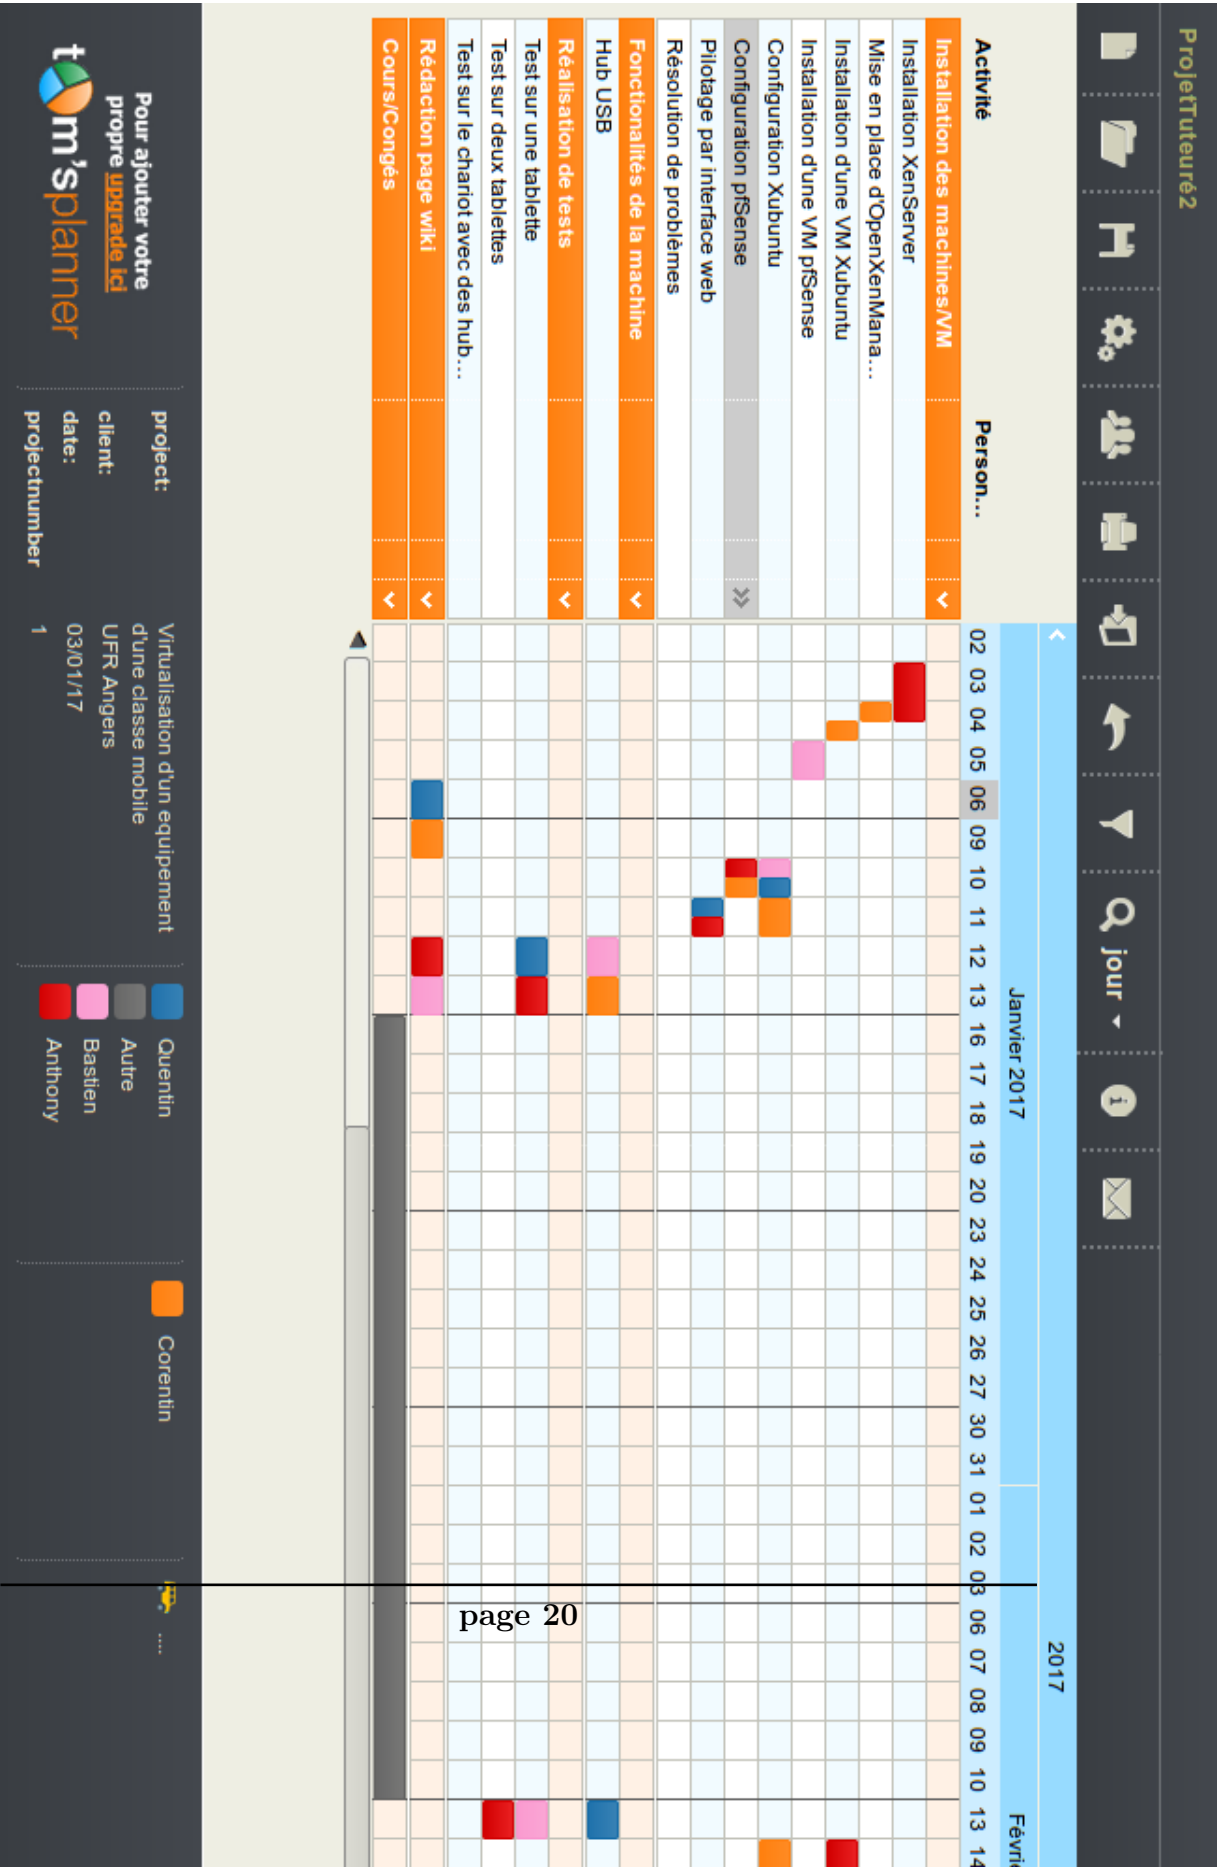 ProjetTuteuré2
jour
2017
Janvier 2017
Févrie
Activité
Person...
02 03 04 05 06 09 10 11 12 13 16 17 18 19 20 23 24 25 26 27 30 31 01 02 03 06 07 08 09 10 13 14
Installation des machines/VM
Installation XenServer
Mise en place d'OpenXenMana...
Installation d'une VM Xubuntu
Installation d'une VM pfSense
Configuration Xubuntu
Configuration pfSense
Pilotage par interface web
Résolution de problèmes
Fonctionalités de la machine
Hub USB
Réalisation de tests
Test sur une tablette
Test sur deux tablettes
Test sur le chariot avec des hub...
Rédaction page wiki
Cours/Congés
Pour ajouter votre
propre upgrade ici
tom'splanner
project:
Virtualisation d'un equipement
d'une classe mobile
client:
UFR Angers
date:
03/01/17
projectnumber
1
Quentin
Autre
Bastien
Anthony
Corentin
....
page 20